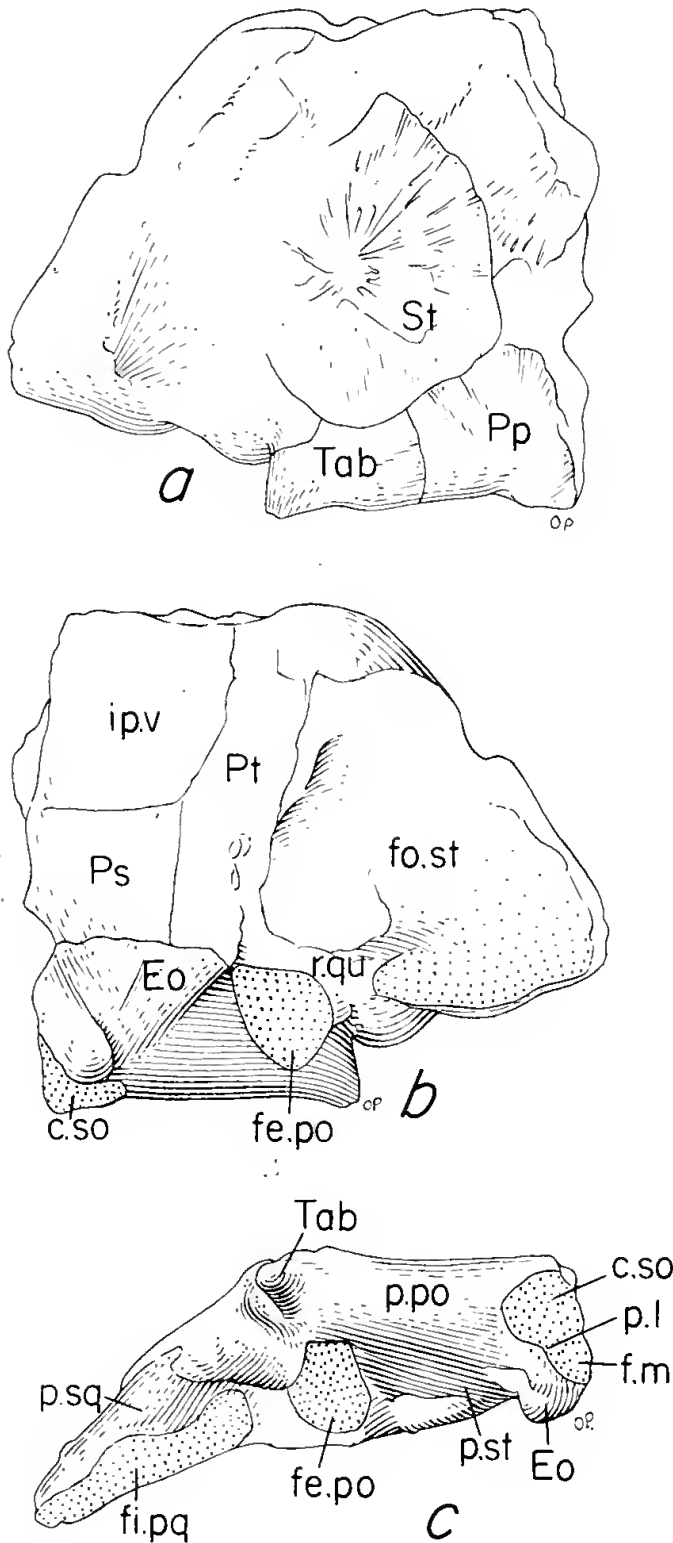 St
Pp
Tab
a
OP
ip.v
Pt
Ps
fo.st
r.qu
Eo
OP
b
c.so
fe.po
Tab
c.so
p.po
p.l
f.m
p.sq
p.st
Eo
OP.
fe.po
fi.pq
c